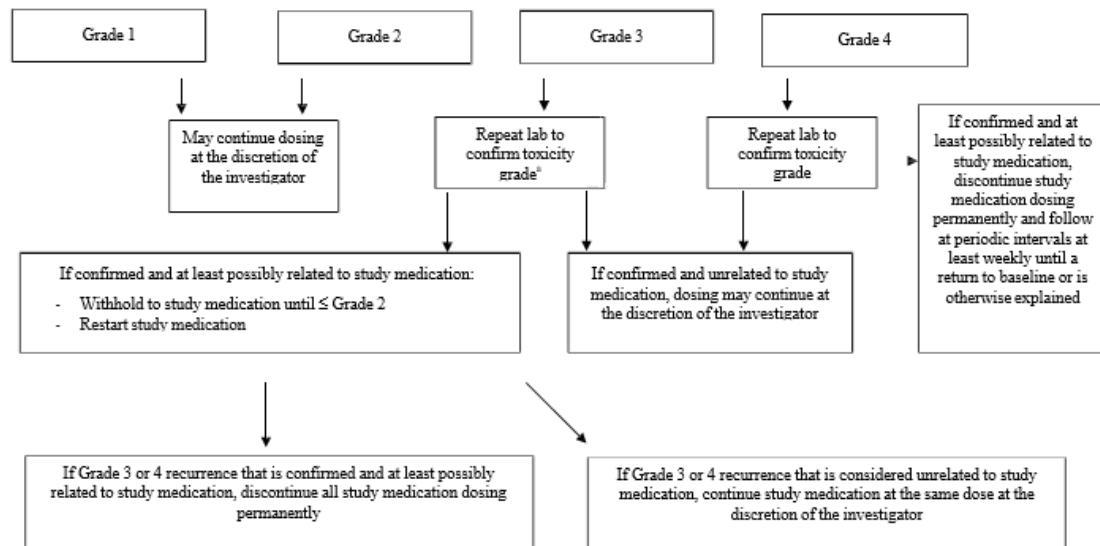 Grade 1
Grade 2
Grade 3
Grade 4
May continue dosing
at the discretion of
the investigator
Repeat lab to
confirm toxicity
gradeª
Repeat lab to
confirm toxicity
grade
If confirmed and at
least possibly related to
study medication,
discontinue study
medication dosing
permanently and follow
at periodic intervals at
least weekly until a
return to baseline or is
otherwise explained
If confirmed and at least possibly related to study medication:
- Withhold to study medication until ≤ Grade 2
- Restart study medication
If confirmed and unrelated to study
medication, dosing may continue at
the discretion of the investigator
If Grade 3 or 4 recurrence that is confirmed and at least possibly
related to study medication, discontinue all study medication dosing
permanently
If Grade 3 or 4 recurrence that is considered unrelated to study
medication, continue study medication at the same dose at the
discretion of the investigator